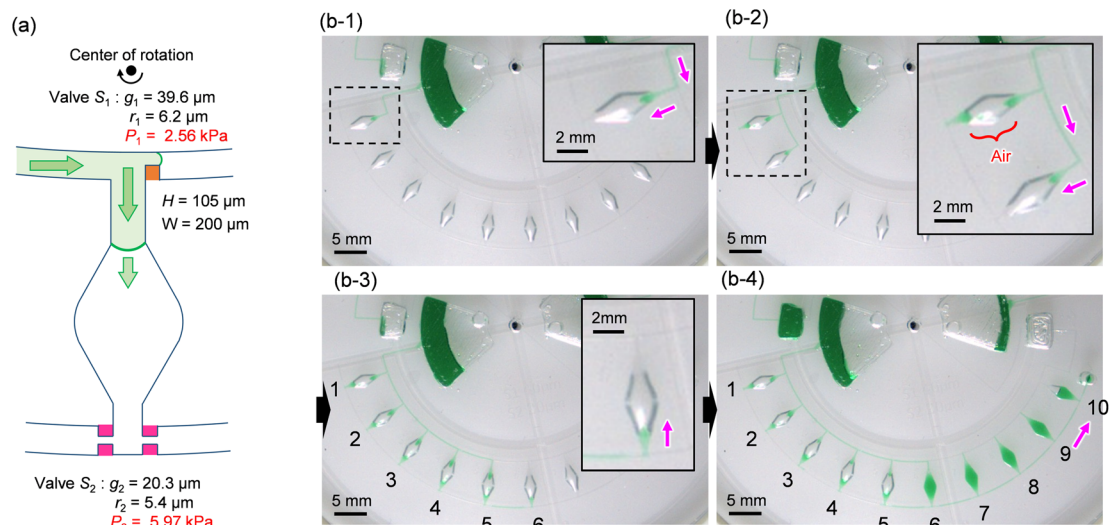 (a)
Center of rotation
Valve S₁ : g₁ = 39.6 µm
r₁ = 6.2 µm
P₁ = 2.56 kPa
H = 105 µm
W = 200 µm
Valve S₂ : g₂ = 20.3 µm
r₂ = 5.4 µm
5.97 kPa
(b-1)
2 mm
5 mm
(b-2)
Air
2 mm
5 mm
(b-3)
2mm
1
2
3
4
5
6
5 mm
(b-4)
1
2
3
4
5
6
7
8
9
10
5 mm